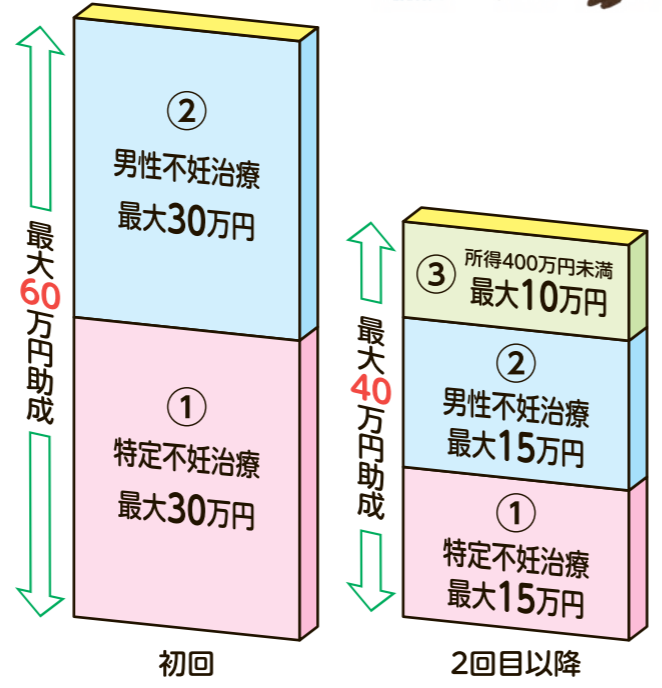 最大60万円助成
②
男性不妊治療
最大30万円
①
特定不妊治療
最大30万円
初回
最大40万円助成
③
所得400万円未満
最大10万円
②
男性不妊治療
最大15万円
①
特定不妊治療
最大15万円
2回目以降